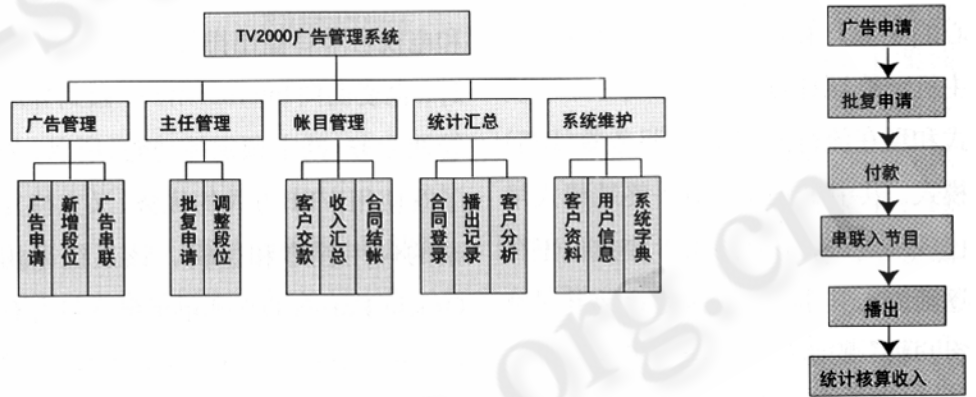 TV2000广告管理系统
广告管理
主任管理
帐目管理
统计汇总
系统维护
广告申请
新增段位
广告串联
批复申请
调整段位
客户交款
收入汇总
合同结帐
合同登录
播出记录
客户分析
客户资料
用户信息
系统字典
广告申请
批复申请
付款
串联入节目
播出
统计核算收入